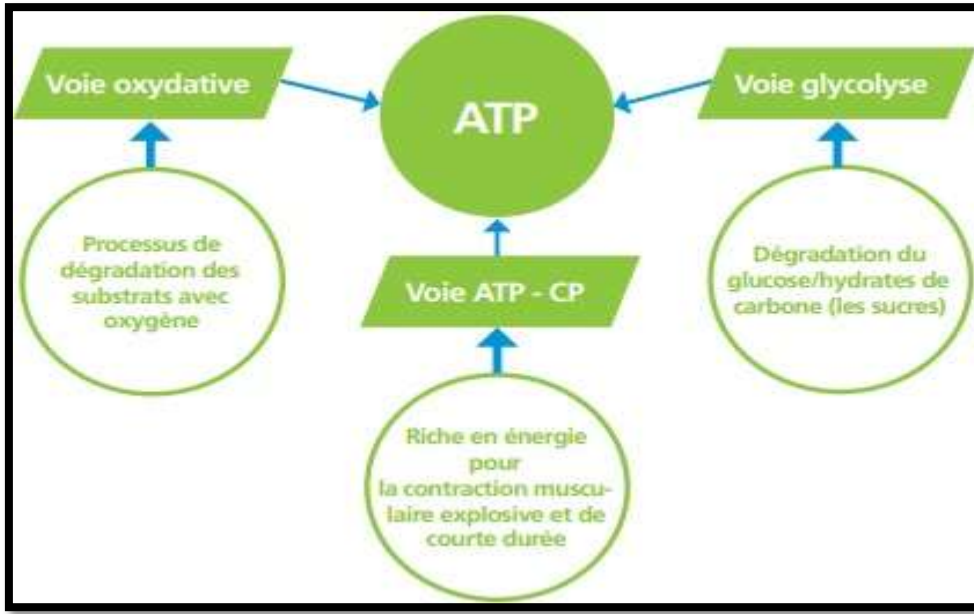 Voie oxydative
ATP
Voie glycolyse
Processus de
dégradation des
substrats avec
oxygène
Voie ATP - CP
Dégradation du
glucose/hydrates de
carbone (les sucres)
Riche en énergie
pour
la contraction muscu-
laire explosive et de
courte durée